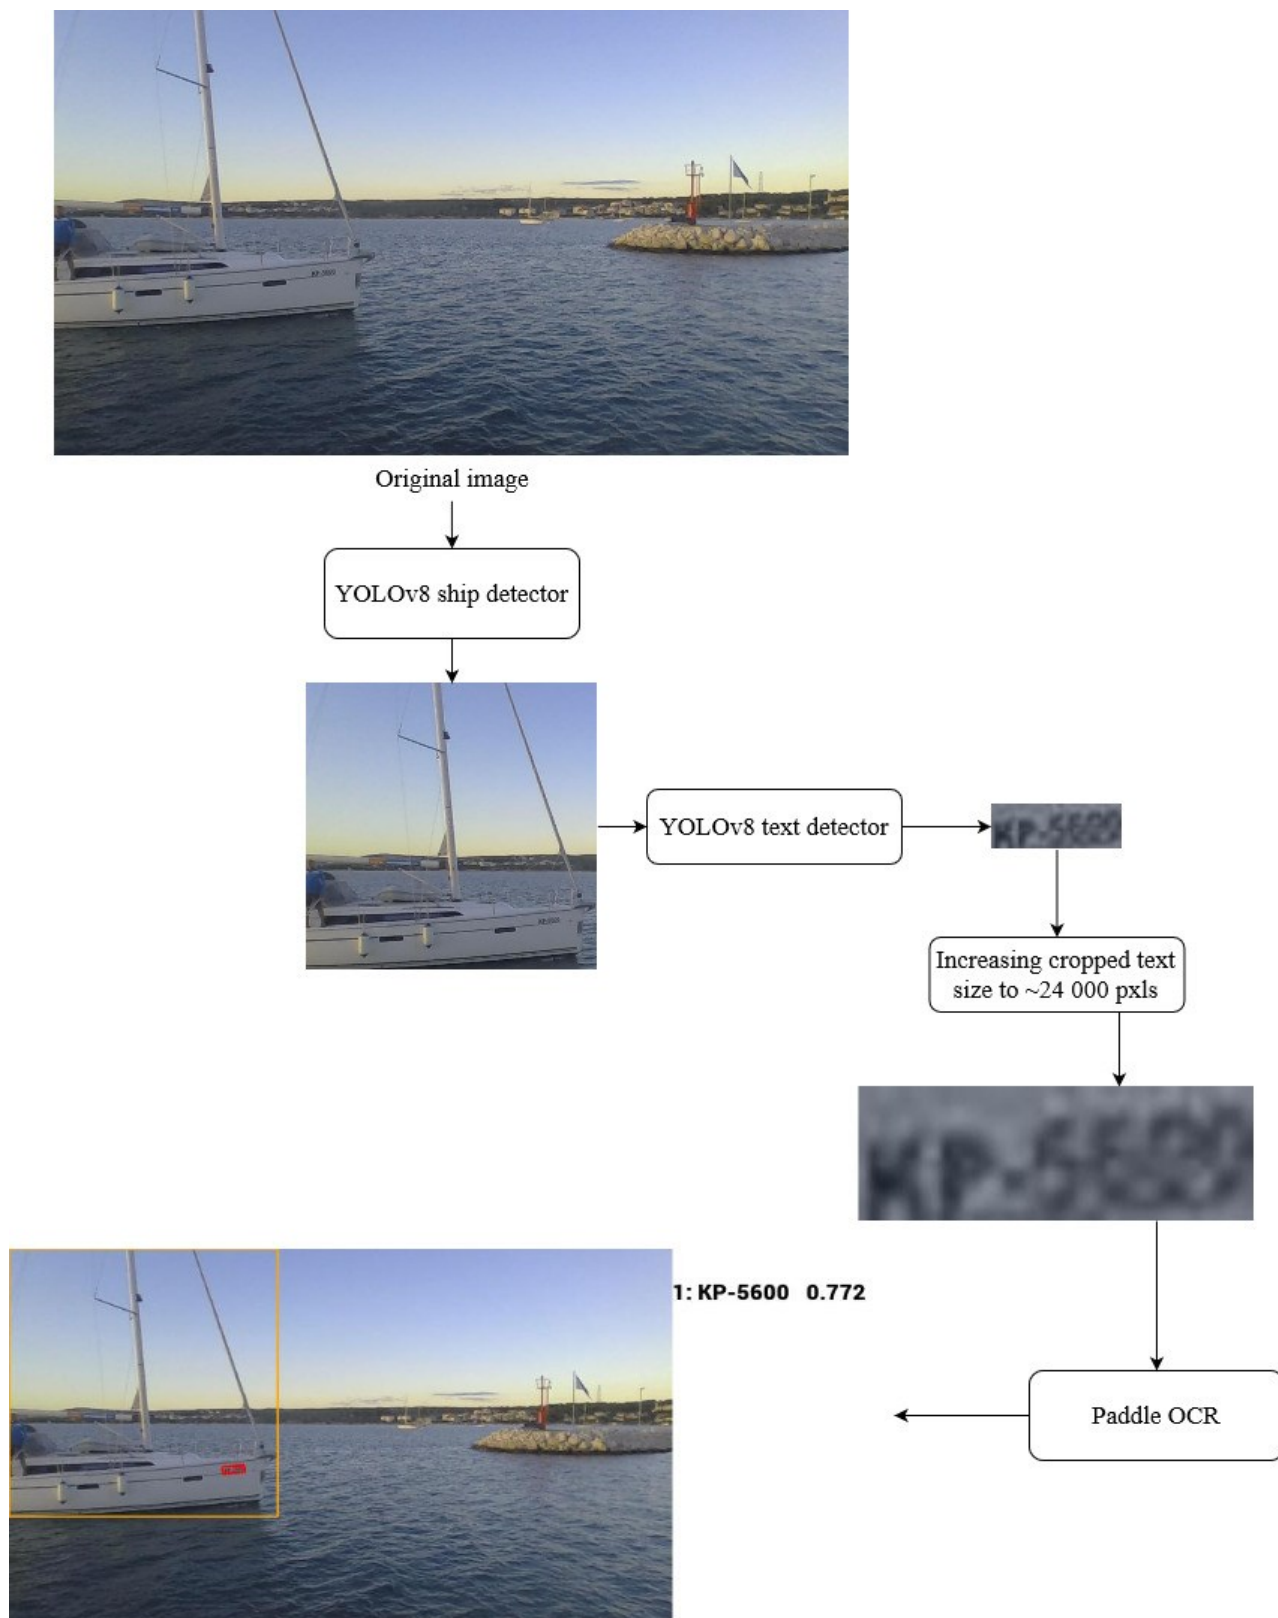 Original image
YOLOv8 ship detector
YOLOv8 text detector
Increasing cropped text
size to ~24 000 pxls
1: KP-5600 0.772
Paddle OCR